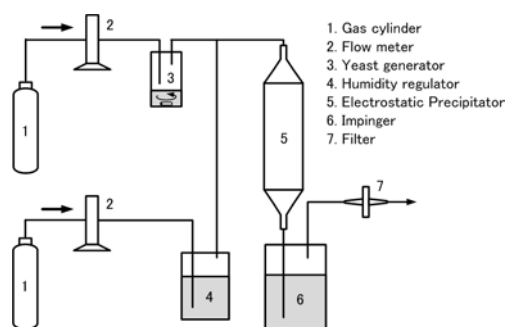 2
3
1
2
1
4
5
6
7
1. Gas cylinder
2. Flow meter
3. Yeast generator
4. Humidity regulator
5. Electrostatic Precipitator
6. Impinger
7. Filter